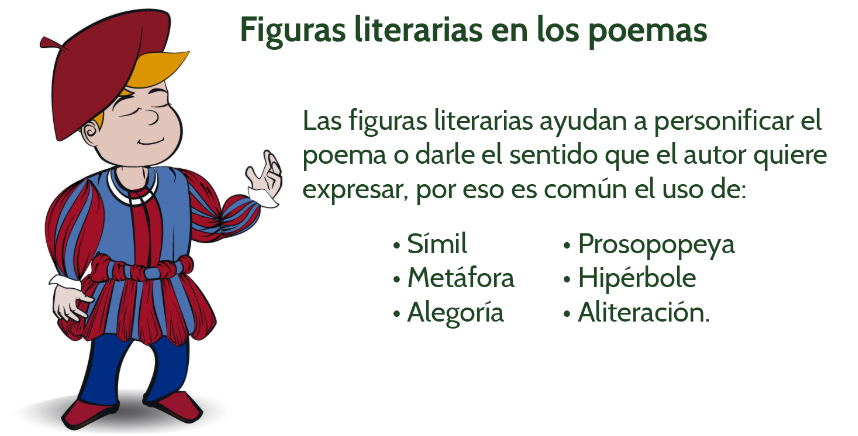 Figuras literarias en los poemas
Las figuras literarias ayudan a personificar el
poema o darle el sentido que el autor quiere
expresar, por eso es común el uso de:
• Símil
• Metáfora
• Alegoría
• Prosopopeya
• Hipérbole
• Aliteración.